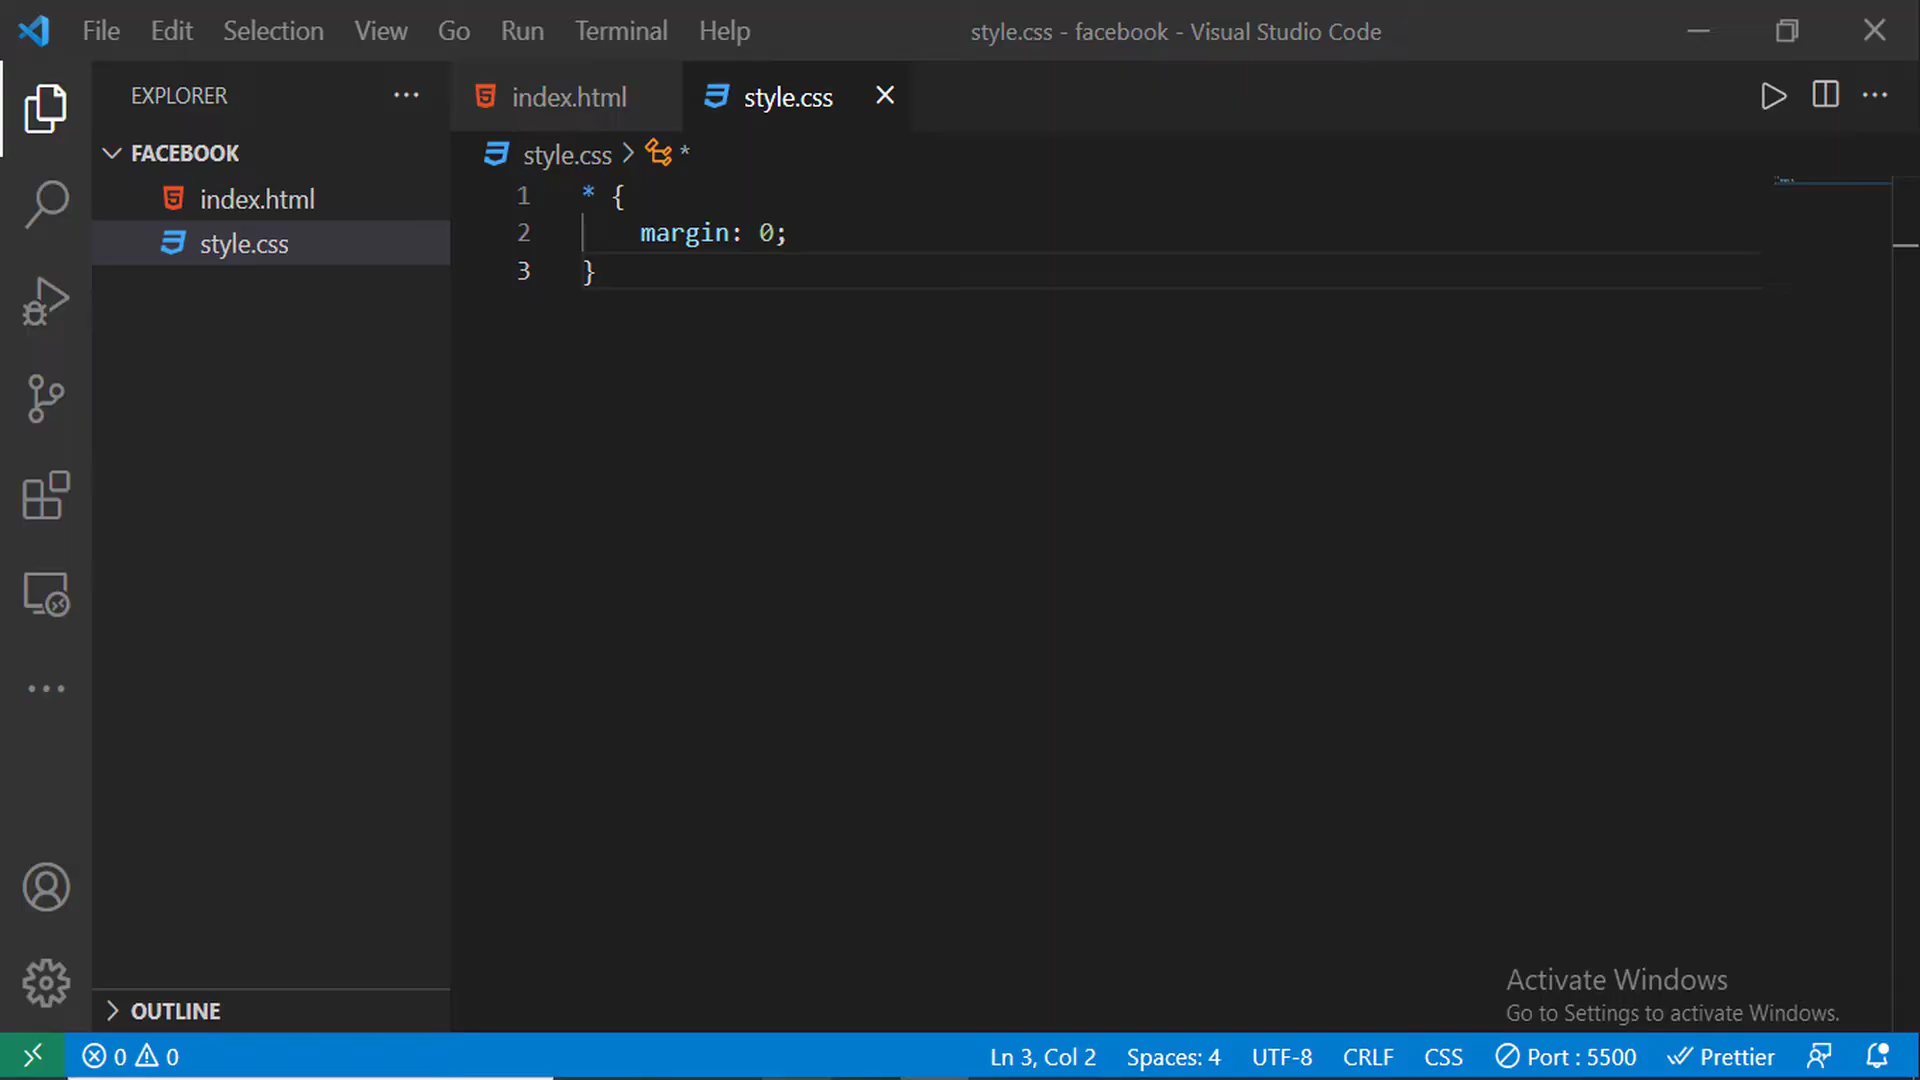 File Edit Selection View Go Run Terminal Help
style.css - facebook - Visual Studio Code
EXPLORER
FACEBOOK
index.html
style.css
OUTLINE
index.html
style.css
style.css > *
1 * {
2 margin: 0;
3 }
Activate Windows
Go to Settings to activate Windows.
0 0
Ln 3, Col 2 Spaces: 4 UTF-8 CRLF CSS Port : 5500 Prettier